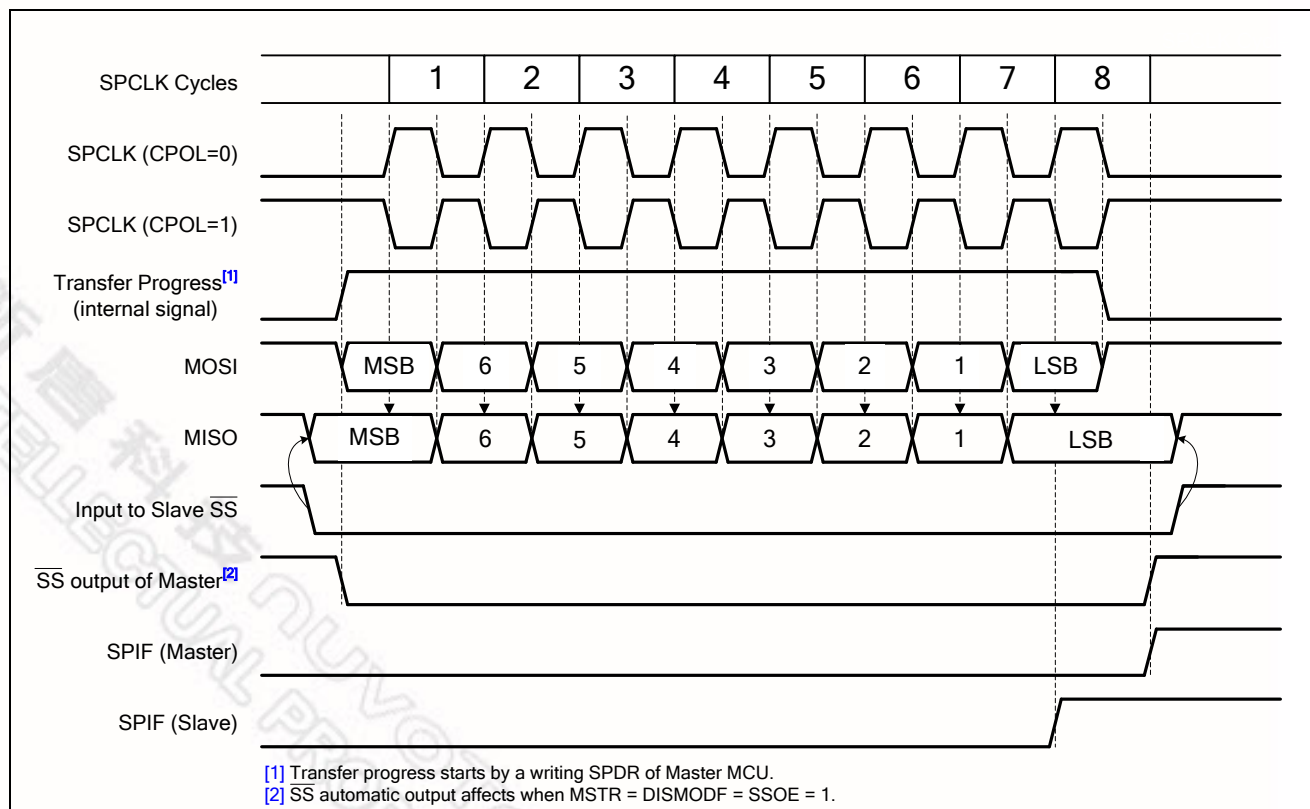 SPCLK Cycles 1 2 3 4 5 6 7 8
SPCLK (CPOL=0)
SPCLK (CPOL=1)
Transfer Progress[1]
(internal signal)
MOSI MSB 6 5 4 3 2 1 LSB
MISO MSB 6 5 4 3 2 1 LSB
Input to Slave SS
SS output of Master[2]
SPIF (Master)
SPIF (Slave)
[1] Transfer progress starts by a writing SPDR of Master MCU.
[2] SS automatic output affects when MSTR = DISMODF = SSOE = 1.